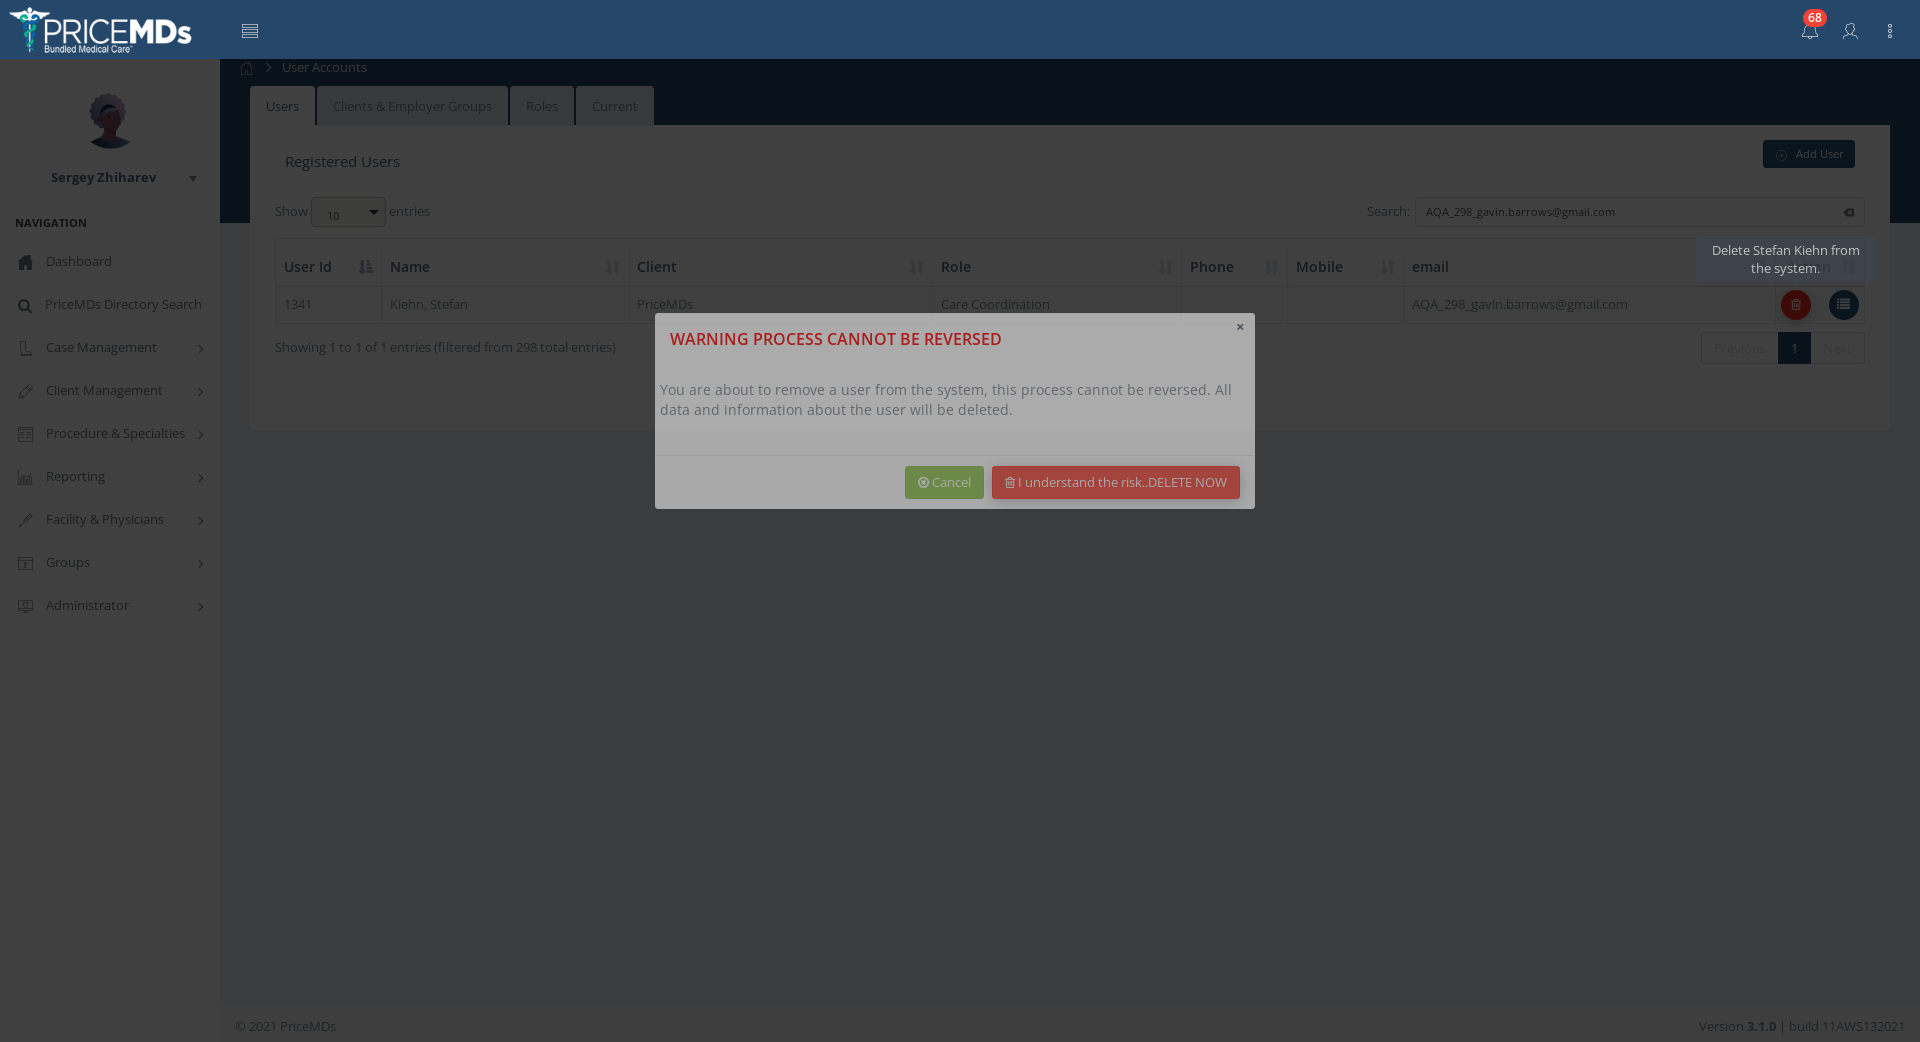 PRICEMDs
Bundled Medical Care™
68
User Accounts
Users
Clients & Employer Groups
Roles
Current
Sergey Zhiharev
NAVIGATION
Dashboard
PriceMDs Directory Search
Case Management
Client Management
Procedure & Specialties
Reporting
Facility & Physicians
Groups
Administrator
Registered Users
Add User
Show 10 entries
Search: AQA_298_gavin.barrows@gmail.com
Delete Stefan Kiehn from
the system.
User Id Name Client Role Phone Mobile email
1341 Kiehn, Stefan PriceMDs Care Coordination AQA_298_gavin.barrows@gmail.com
Showing 1 to 1 of 1 entries (filtered from 298 total entries)
Previous 1 Next
×
WARNING PROCESS CANNOT BE REVERSED
You are about to remove a user from the system, this process cannot be reversed. All
data and information about the user will be deleted.
Cancel
I understand the risk..DELETE NOW
© 2021 PriceMDs
Version 3.1.0 | build 11AWS132021